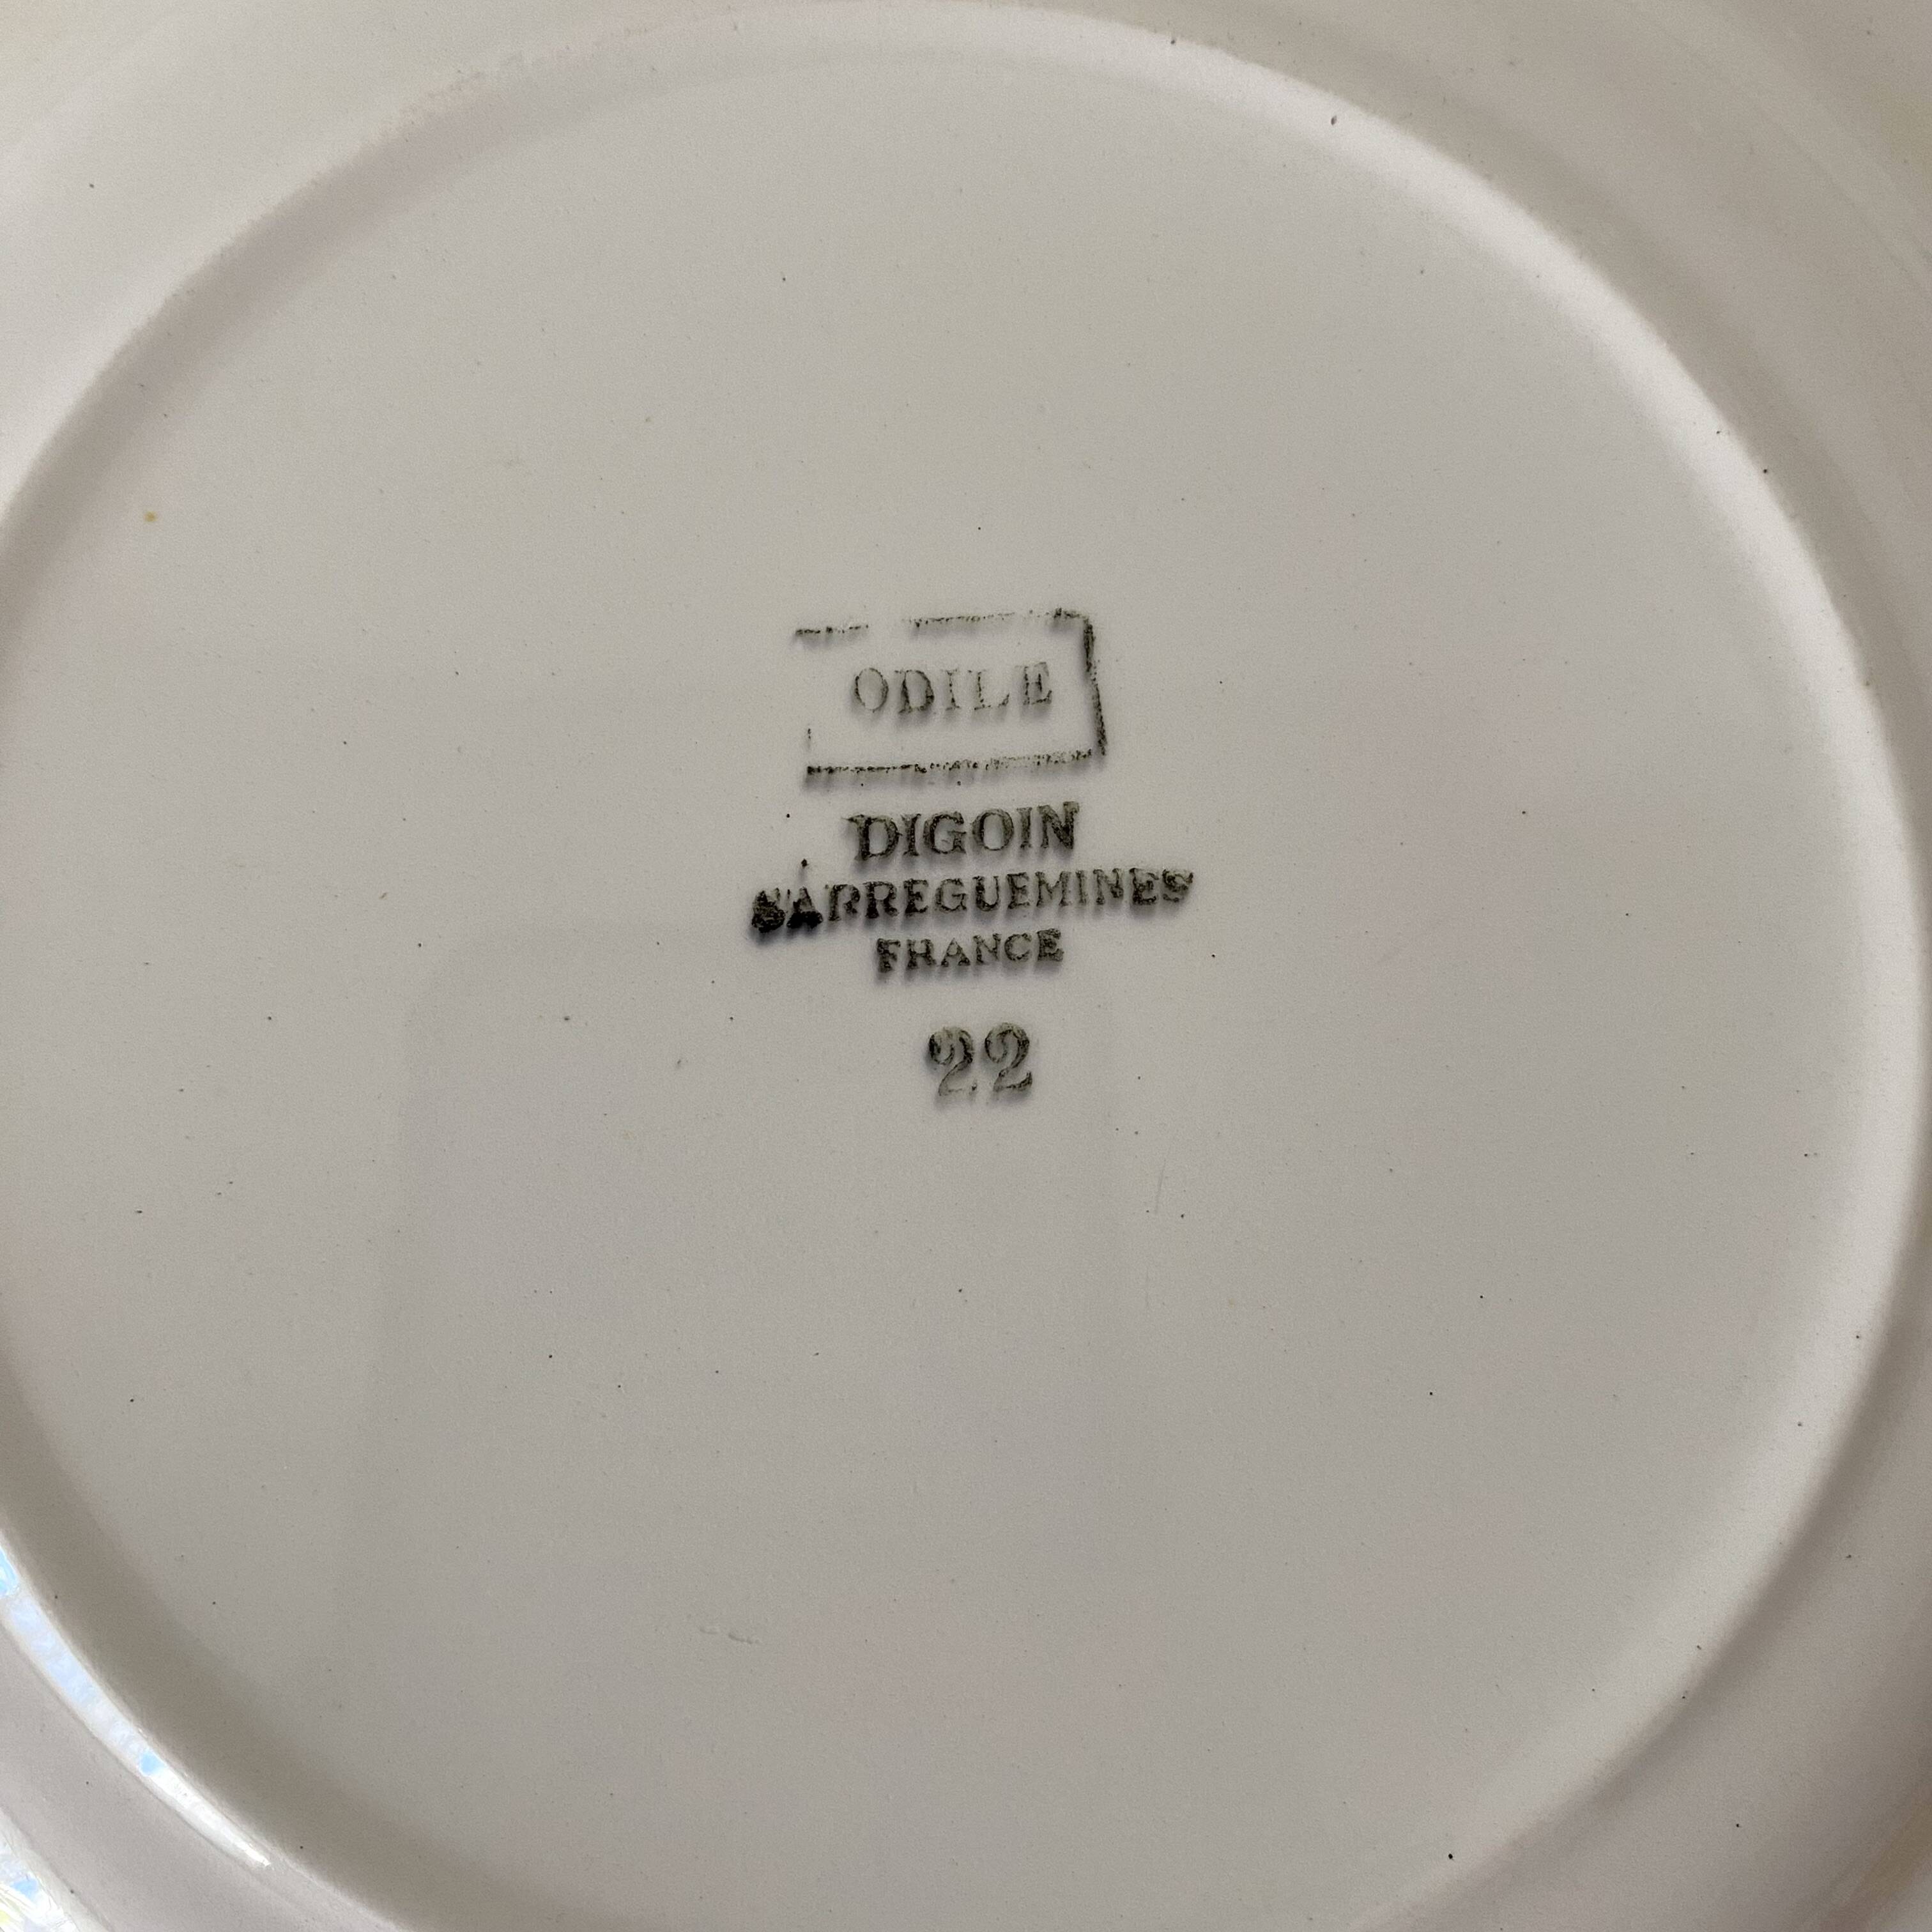 ODILE
DIGOIN
SARREGUEMINES
FRANCE
22